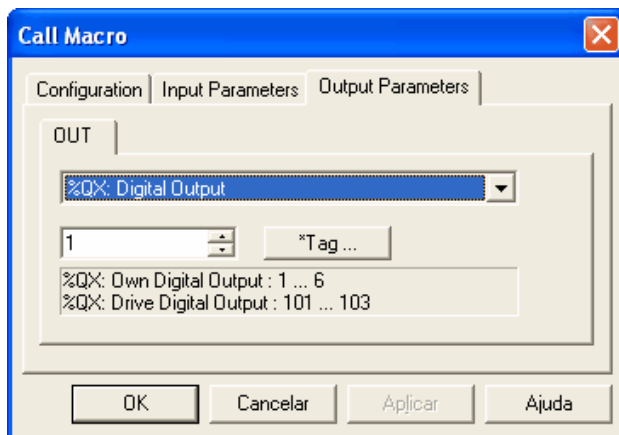 Call Macro
Configuration Input Parameters Output Parameters
OUT
%QX: Digital Output
1 *Tag ...
%QX: Own Digital Output : 1 ... 6
%QX: Drive Digital Output : 101 ... 103
OK Cancelar Aplicar Ajuda